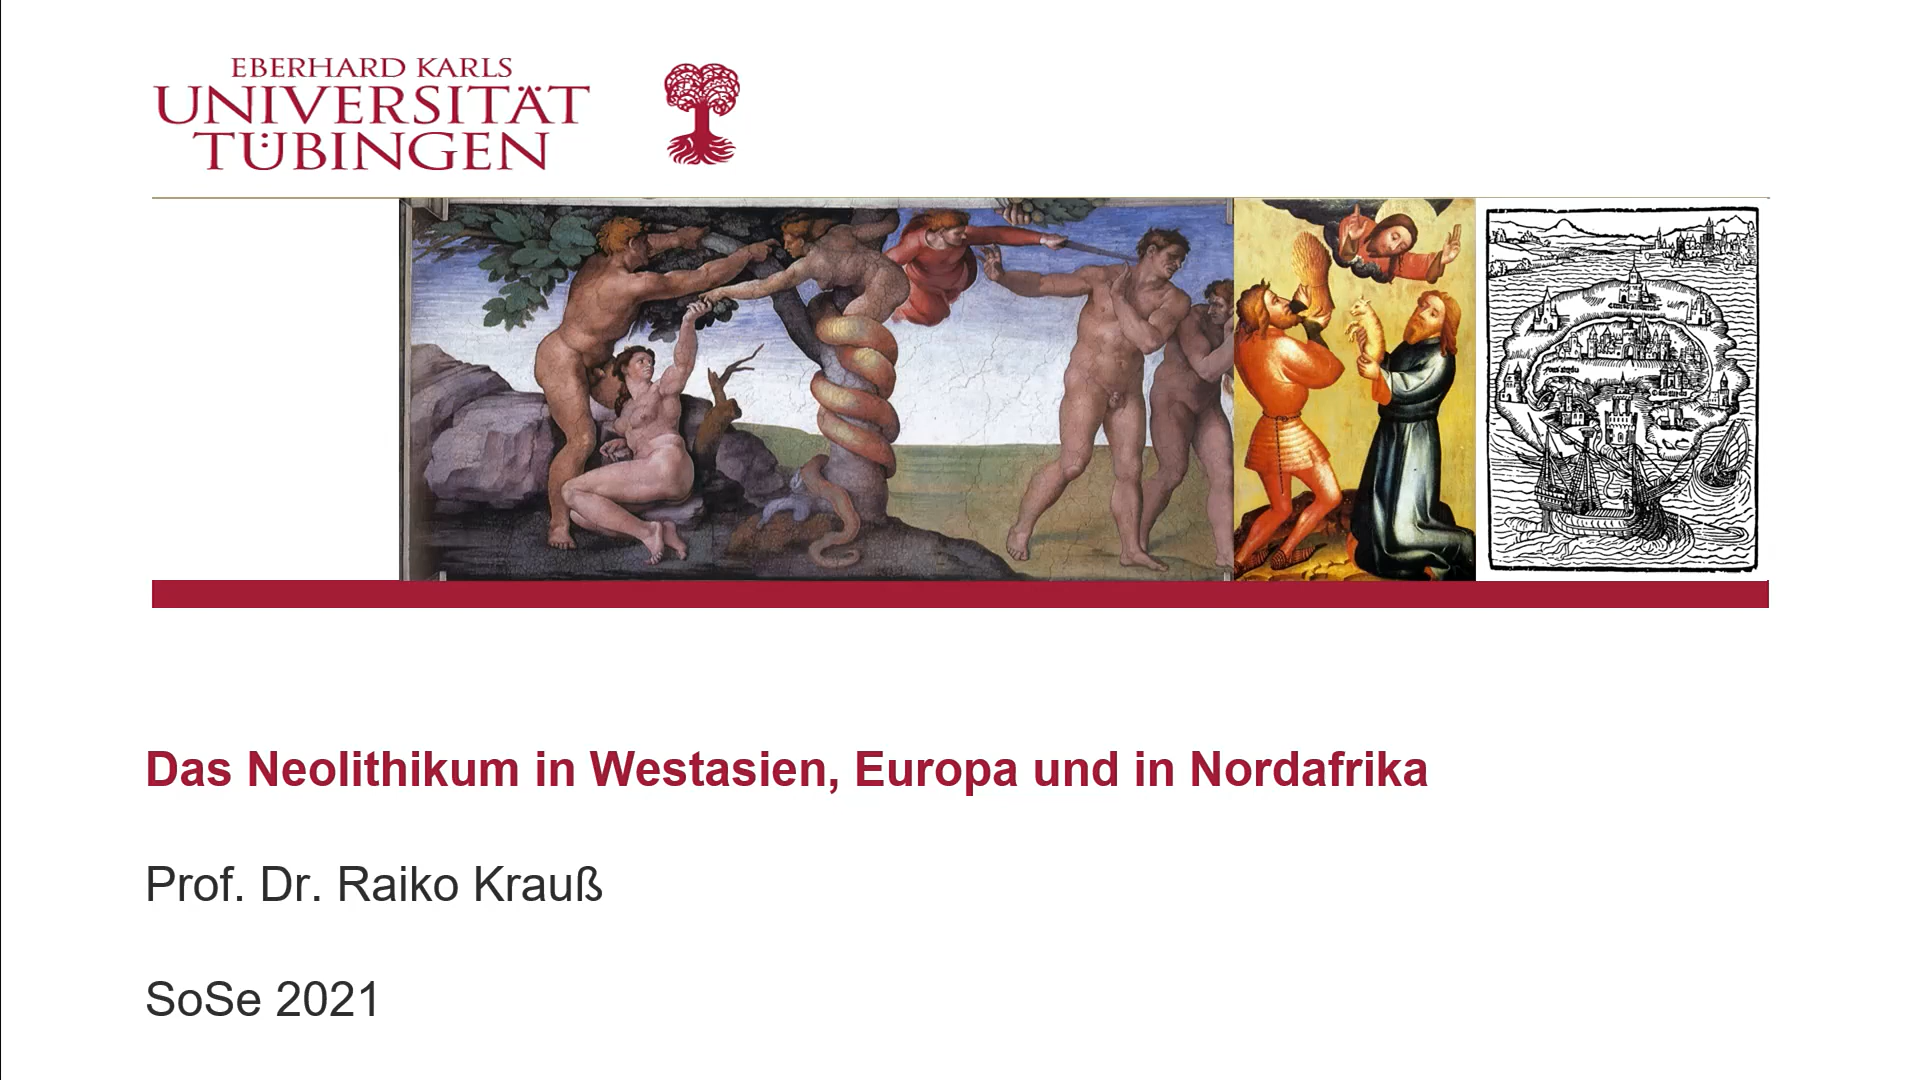 EBERHARD KARLS
UNIVERSITÄT
TÜBINGEN
Das Neolithikum in Westasien, Europa und in Nordafrika
Prof. Dr. Raiko Krauß
SoSe 2021